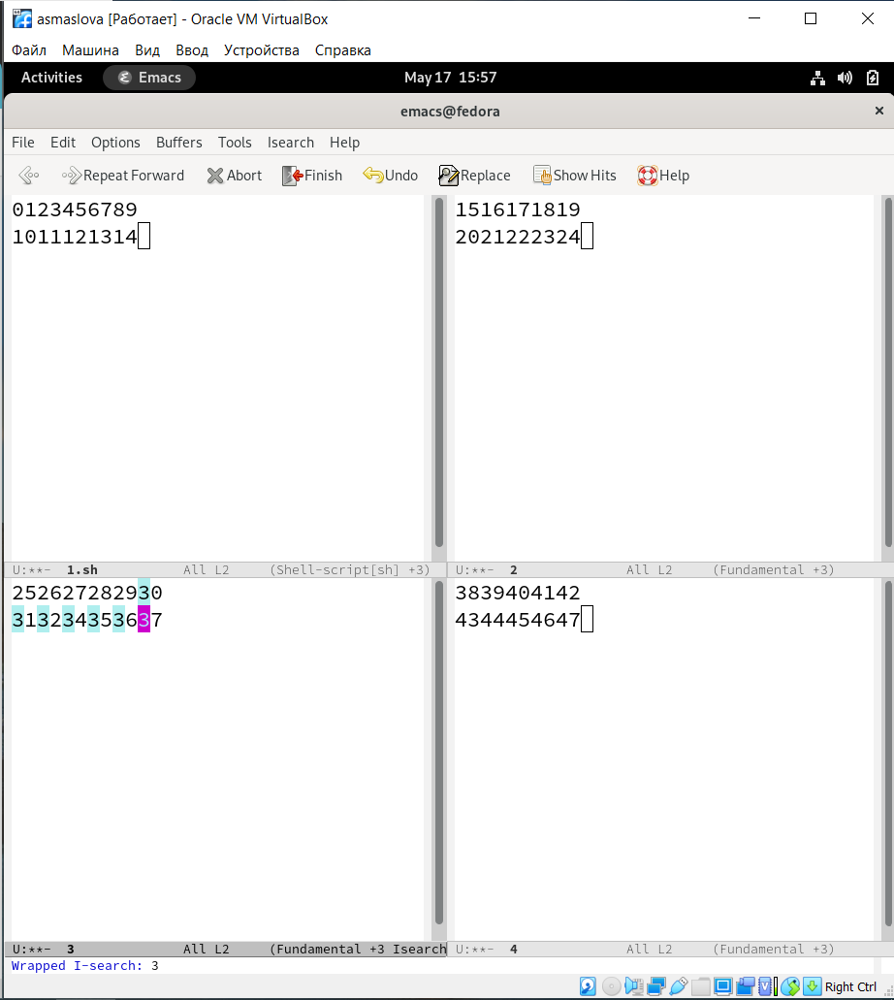 asmaslova [Работает] - Oracle VM VirtualBox
Файл Машина Вид Ввод Устройства Справка
Activities Emacs May 17 15:57
emacs@fedora
File Edit Options Buffers Tools Isearch Help
Repeat Forward Abort Finish Undo Replace Show Hits Help
0123456789
1011121314
1516171819
2021222324
U:**- 1.sh All L2 (Shell-script[sh] +3)
U:**- 2 All L2 (Fundamental +3)
252627282930
3132343536 37
3839404142
4344454647
U:**- 3 All L2 (Fundamental +3 Isearch
U:**- 4 All L2 (Fundamental +3)
Wrapped I-search: 3
Right Ctrl